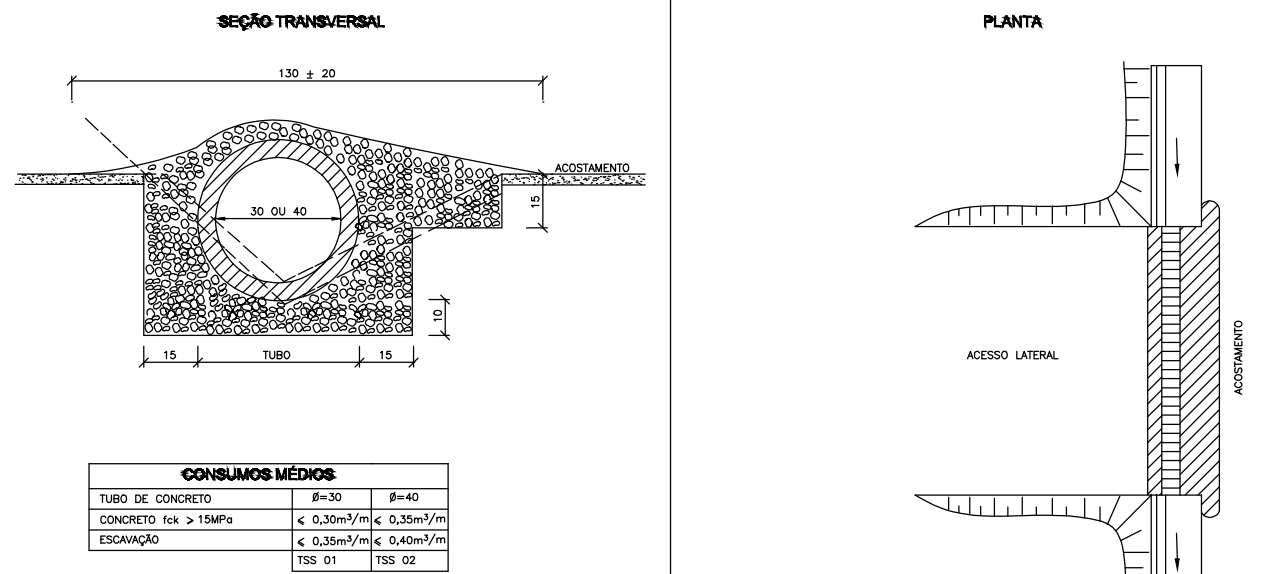 SEÇÃO TRANSVERSAL
130 ± 20
ACOSTAMENTO
30 OU 40
15
10
15
TUBO
15
CONSUMOS MÉDIOS
TUBO DE CONCRETO Ø=30 Ø=40
CONCRETO fck > 15MPa ⩽ 0,30m³/m ⩽ 0,35m³/m
ESCAVAÇÃO ⩽ 0,35m³/m ⩽ 0,40m³/m
TSS 01 TSS 02
PLANTA
ACESSO LATERAL
ACOSTAMENTO